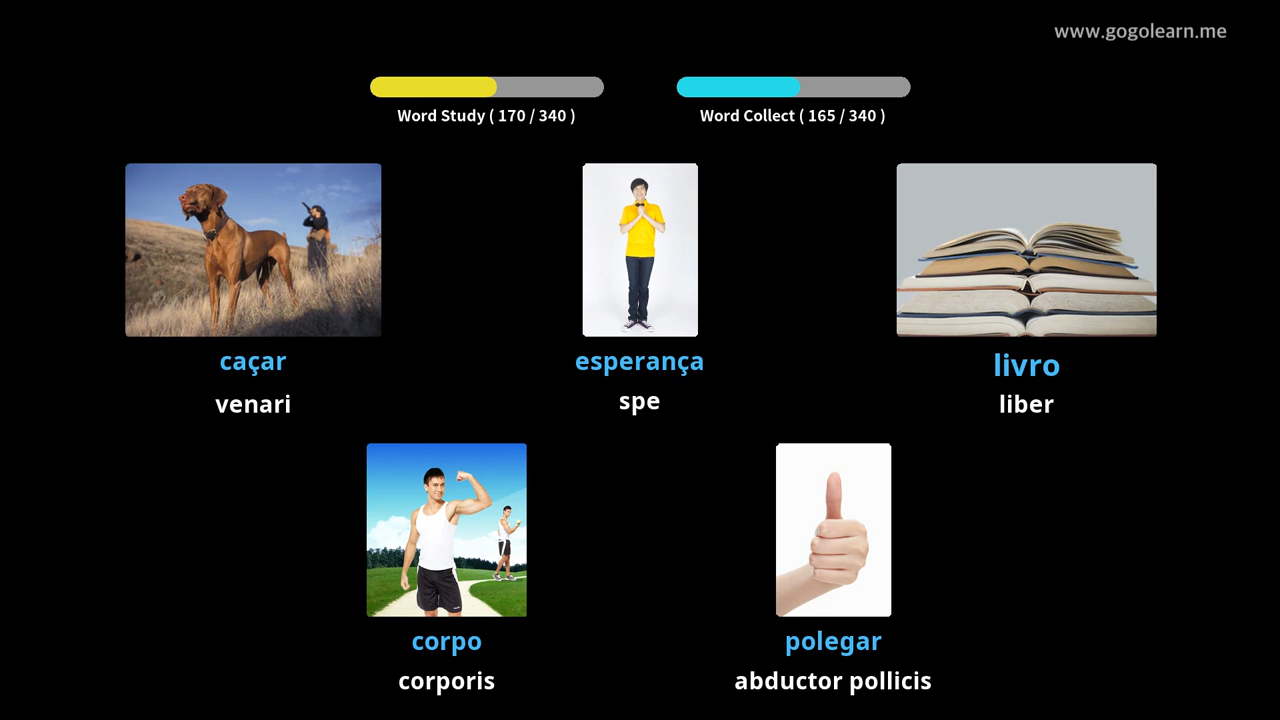 www.gogolearn.me
Word Study ( 170 / 340 )
Word Collect ( 165 / 340 )
caçar
venari
esperança
spe
livro
liber
corpo
corporis
polegar
abductor pollicis